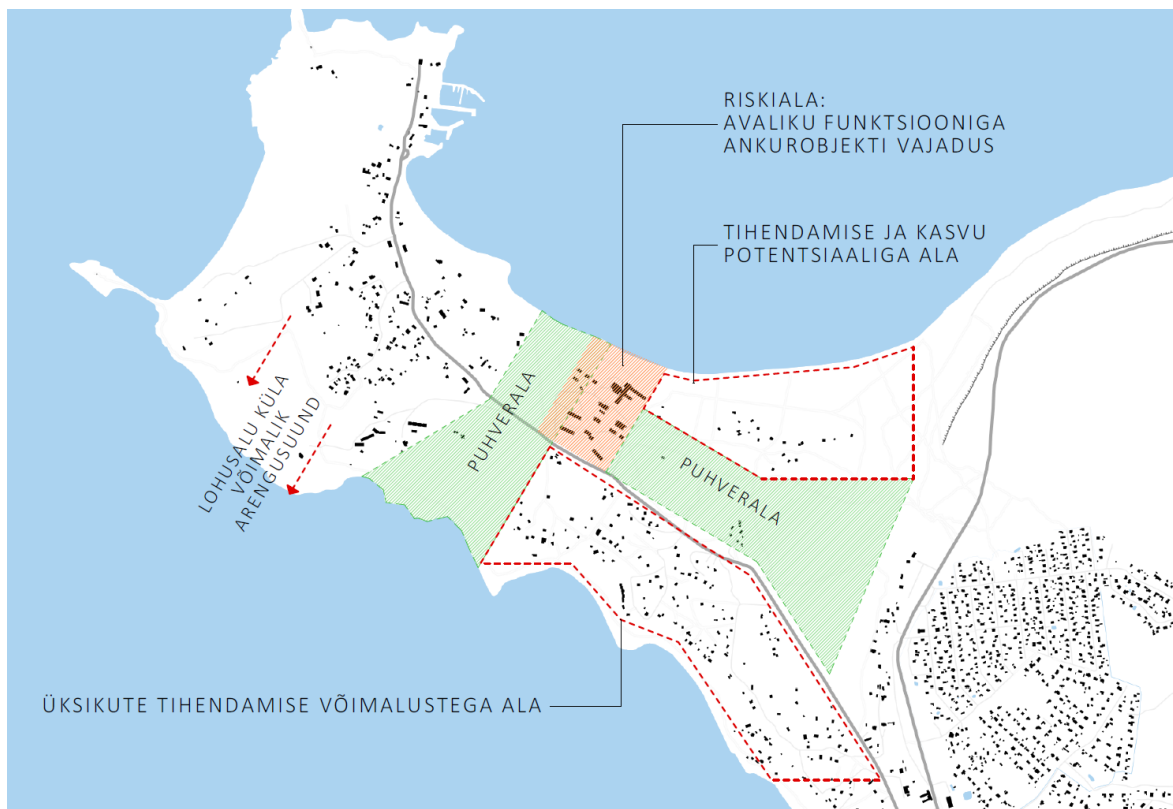 RISKIALA:
AVALIKU FUNKTSIOONIGA
ANKUROBJEKTI VAJADUS
TIHENDAMISE JA KASVU
POTENTSIAALIGA ALA
PUHVERALA
PUHVERALA
LOHUSALU KÜLA
VÕIMALIK
ARENGUSUUND
ÜKSIKUTE TIHENDAMISE VÕIMALUSTEGA ALA